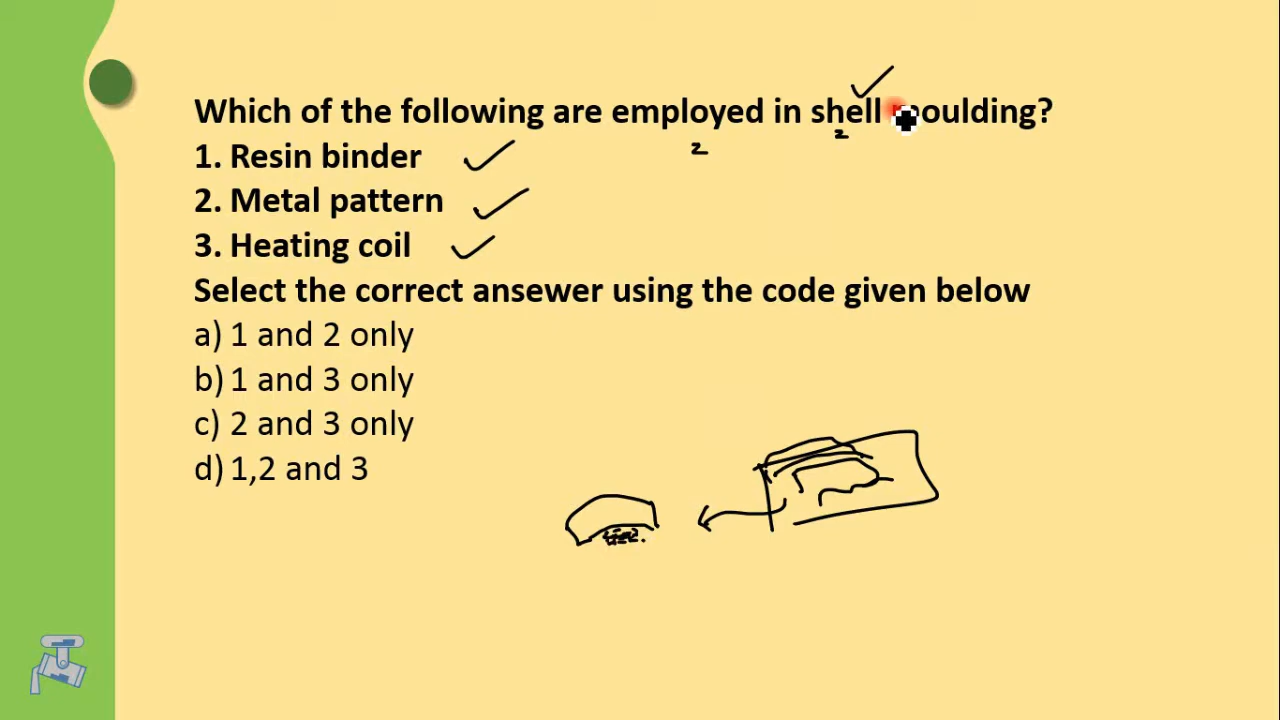 Which of the following are employed in shell moulding?
1. Resin binder
2. Metal pattern
3. Heating coil
Select the correct ansewer using the code given below
a) 1 and 2 only
b) 1 and 3 only
c) 2 and 3 only
d) 1,2 and 3